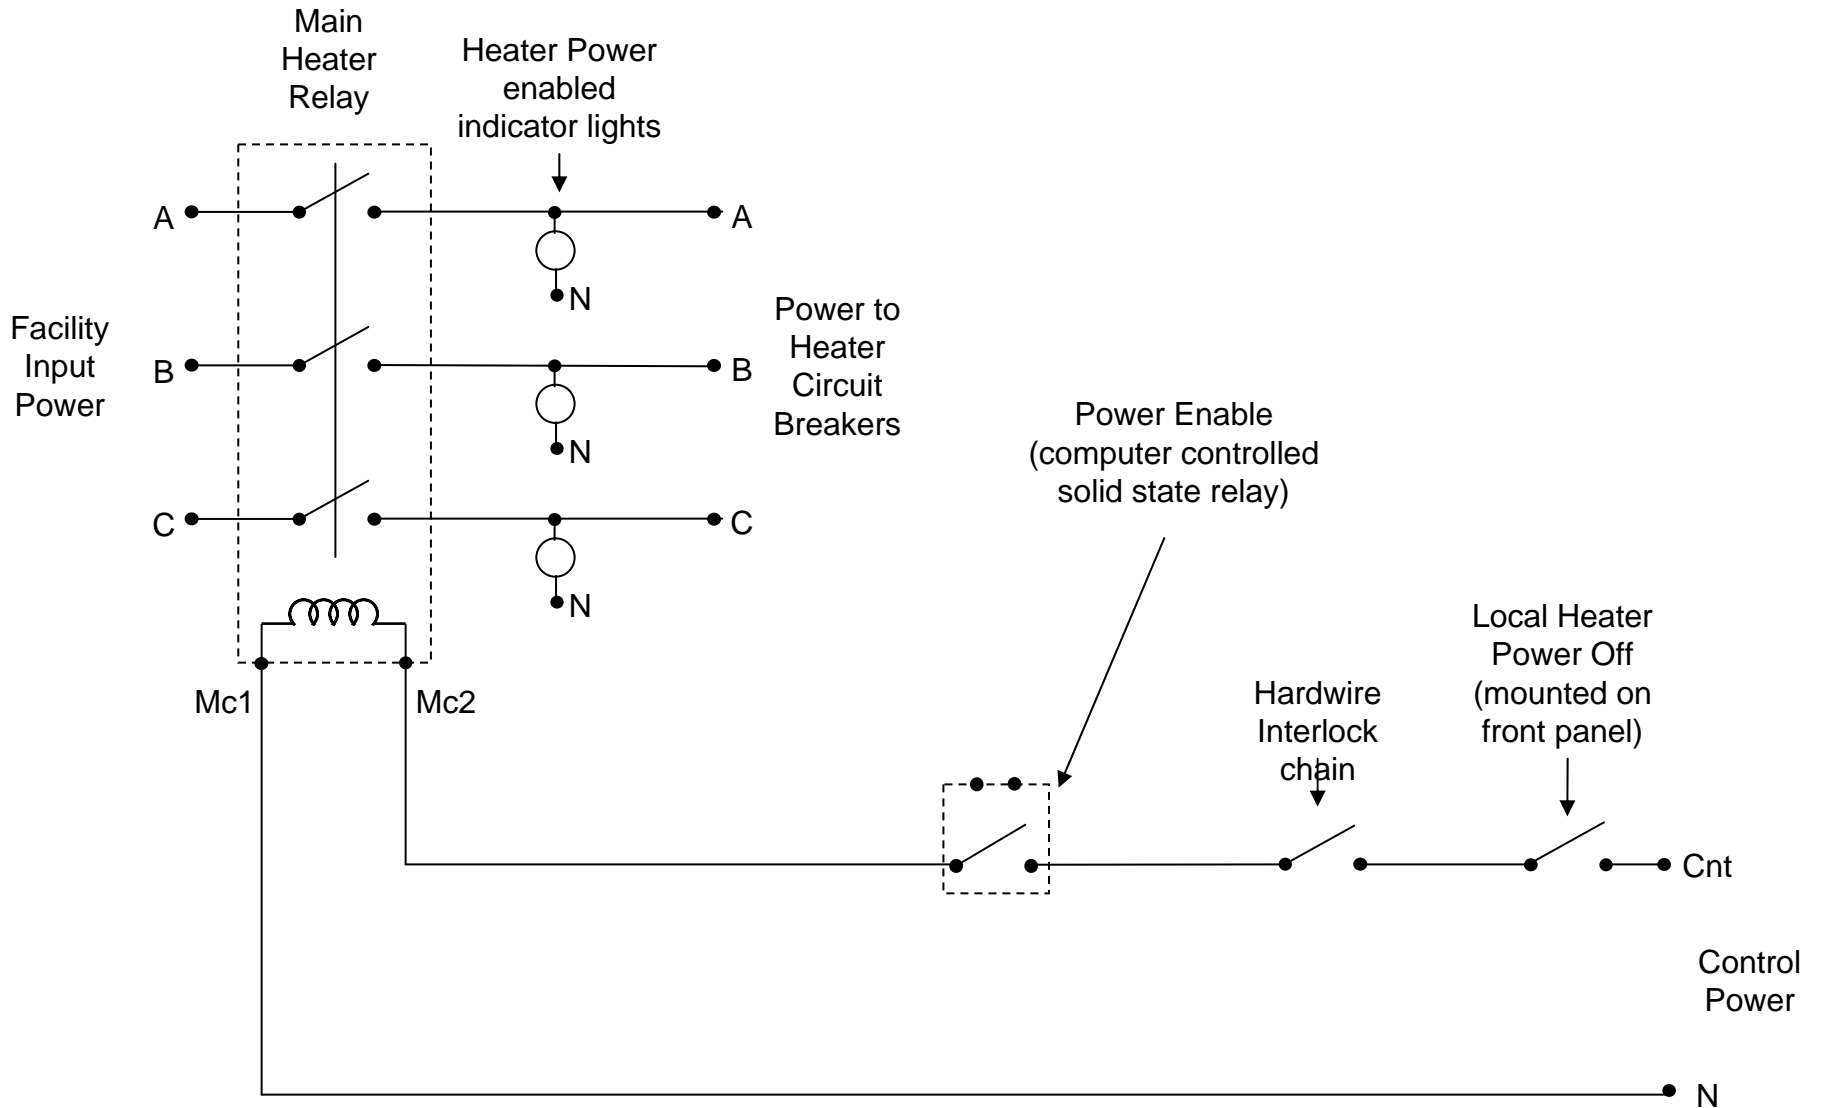 Main
Heater
Relay
Heater Power
enabled
indicator lights
A
A
N
Facility
Input
Power
B
B
N
Power to
Heater
Circuit
Breakers
C
C
N
Mc1
Mc2
Power Enable
(computer controlled
solid state relay)
Hardwire
Interlock
chain
Local Heater
Power Off
(mounted on
front panel)
Cnt
Control
Power
N